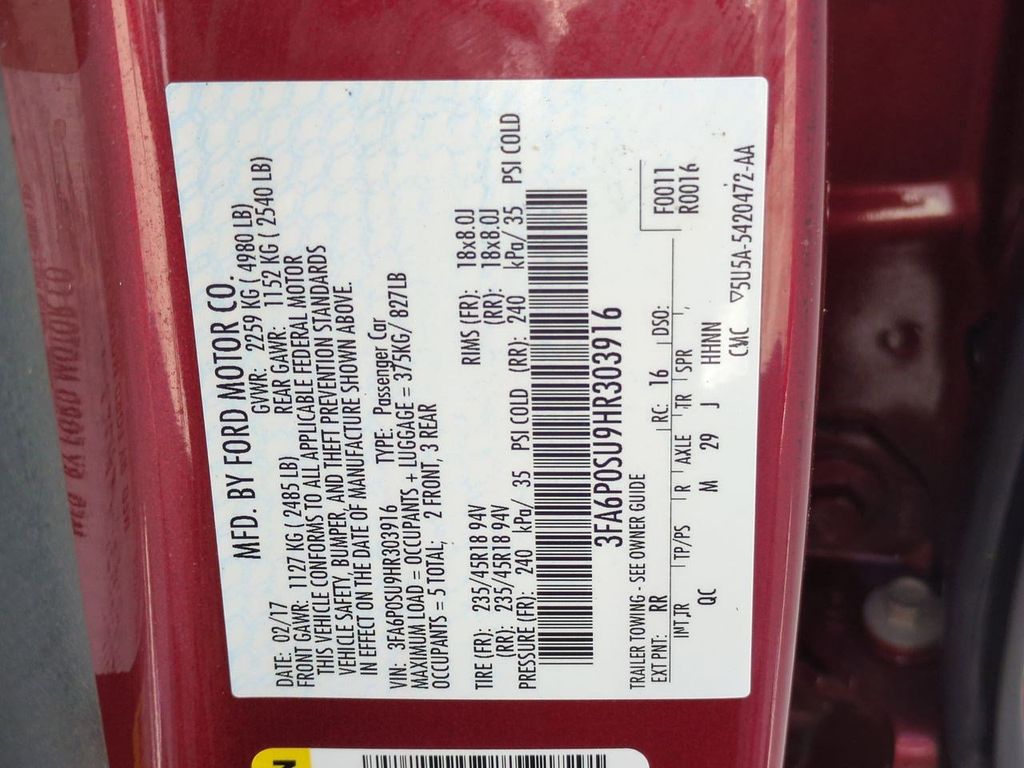 MFD. BY FORD MOTOR CO.
DATE: 02/17 GVWR: 2259 KG ( 4980 LB)
FRONT GAWR: 1127 KG ( 2485 LB) REAR GAWR: 1152 KG ( 2540 LB)
THIS VEHICLE CONFORMS TO ALL APPLICABLE FEDERAL MOTOR
VEHICLE SAFETY, BUMPER, AND THEFT PREVENTION STANDARDS
IN EFFECT ON THE DATE OF MANUFACTURE SHOWN ABOVE.
VIN: 3FA6P0SU9HR303916 TYPE: Passenger Car
MAXIMUM LOAD = OCCUPANTS + LUGGAGE = 375KG/ 827LB
OCCUPANTS = 5 TOTAL, 2 FRONT, 3 REAR
TIRE (FR): 235/45R18 94V RIMS (FR): 18x8.0J
(RR): 235/45R18 94V (RR): 18x8.0J
PRESSURE (FR): 240 kPa/ 35 PSI COLD (RR): 240 kPa/ 35 PSI COLD
3FA6P0SU9HR303916
TRAILER TOWING - SEE OWNER GUIDE
EXT PNT: RR RC: 16 DSO: F0011
R0016
INT.TR TP/PS R AXLE TR SPR
QC M 29 J HHNN
CMC ▽5U5A-5420472-AA
N